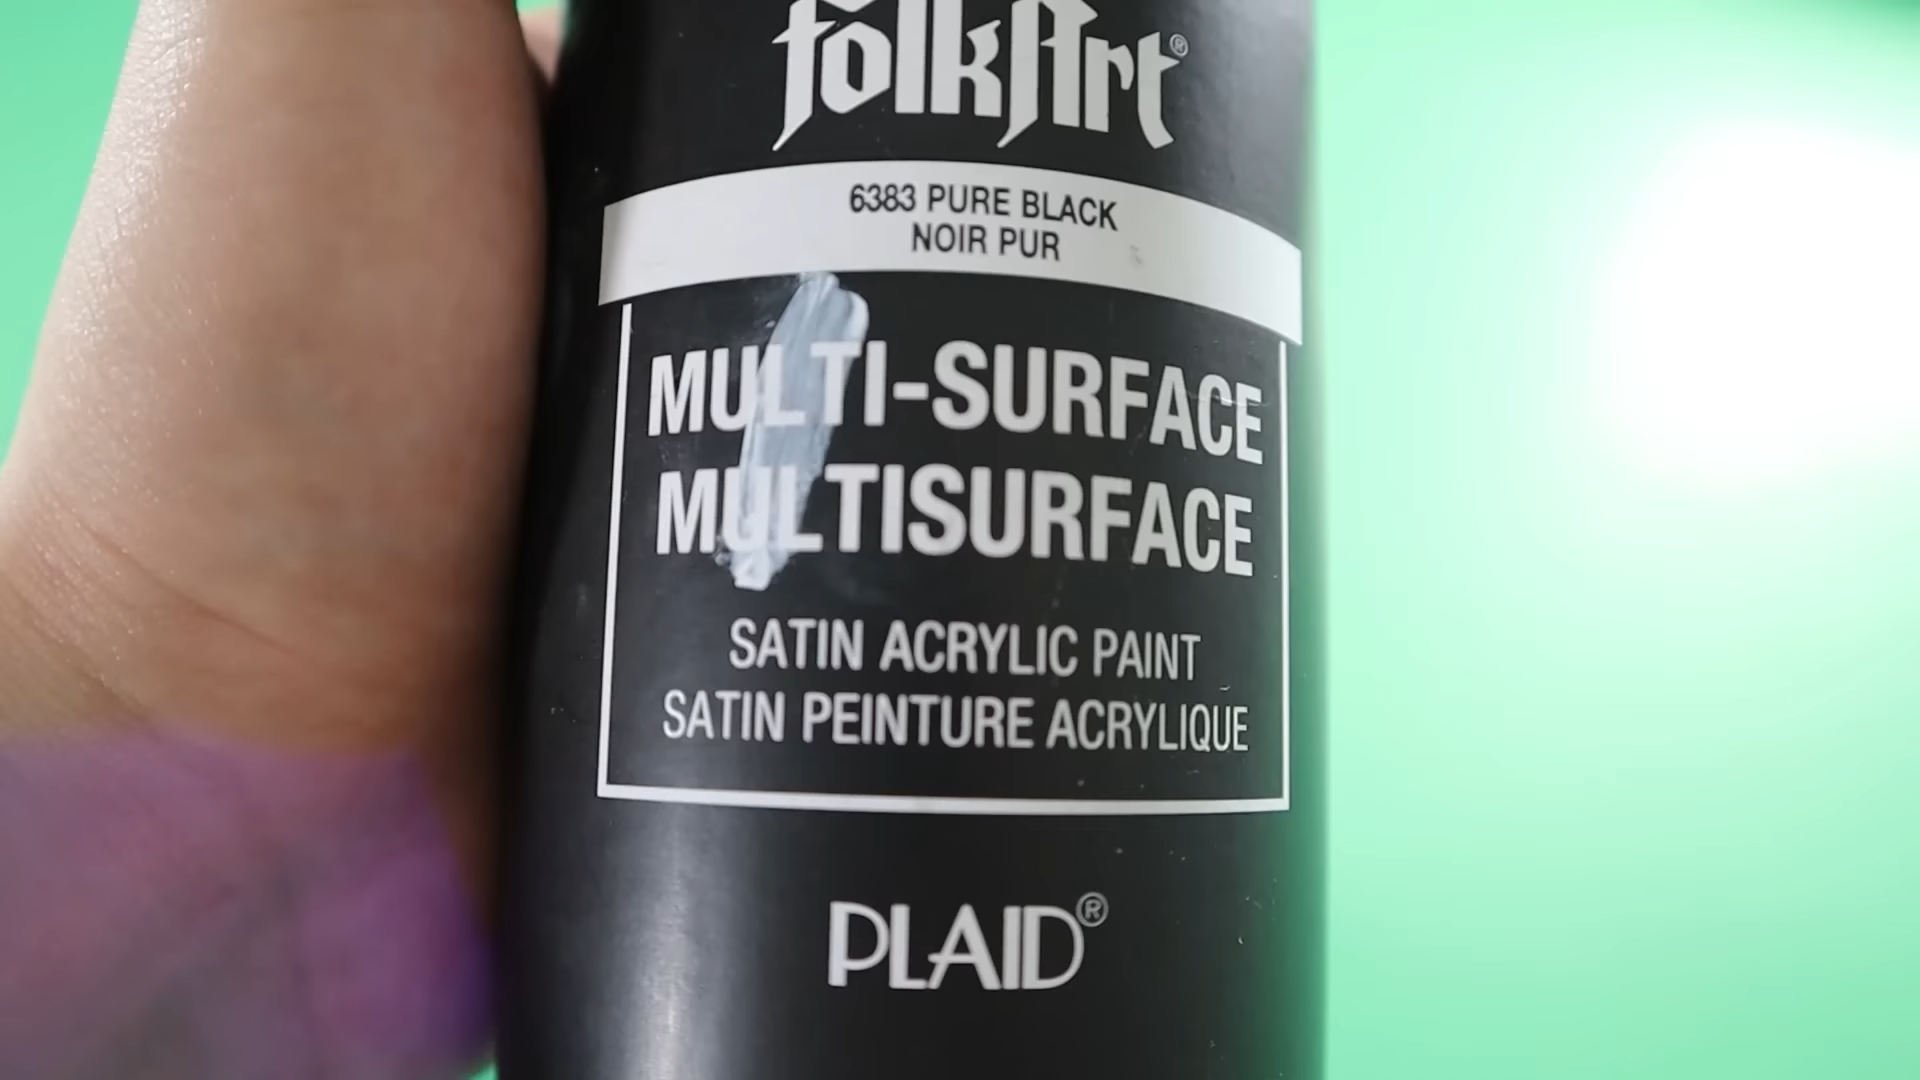 folkArt®
6383 PURE BLACK
NOIR PUR
MULTI-SURFACE
MULTISURFACE
SATIN ACRYLIC PAINT
SATIN PEINTURE ACRYLIQUE
PLAID®